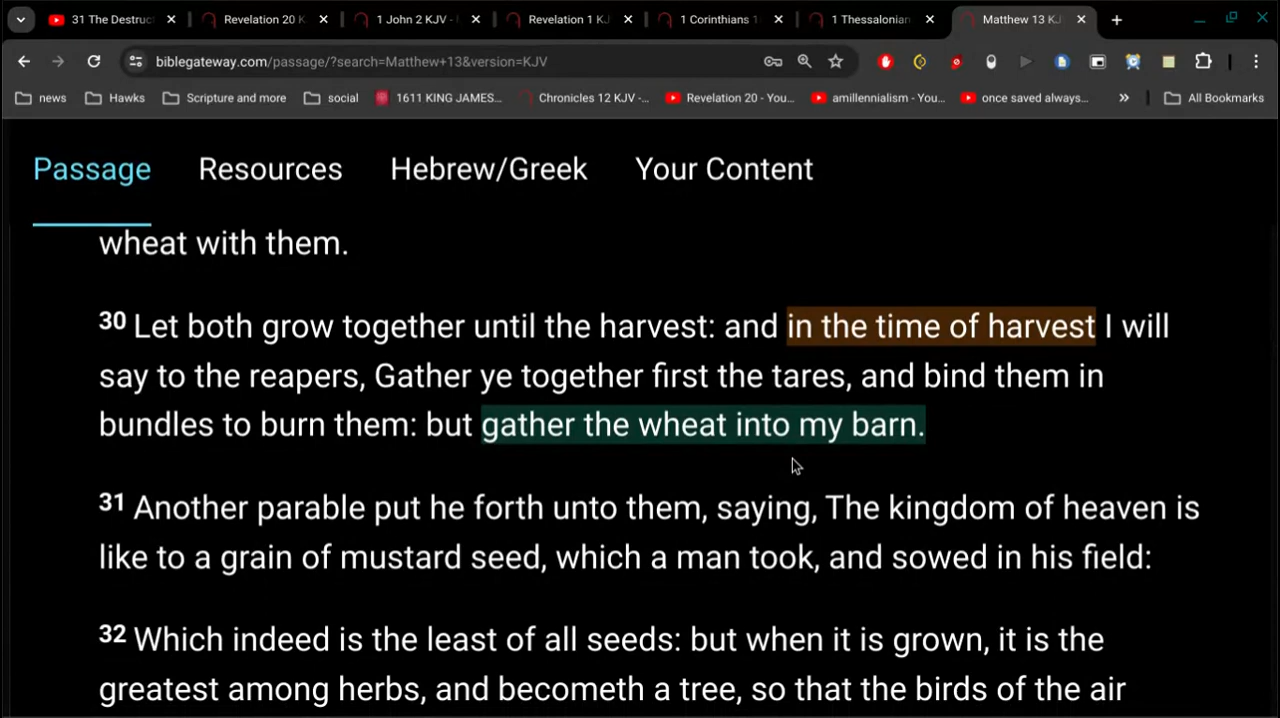 31 The Destruct
Revelation 20 K
1 John 2 KJV -
Revelation 1 KJ
1 Corinthians 1
1 Thessalonian
Matthew 13 KJ
biblegateway.com/passage/?search=Matthew+13&version=KJV
news
Hawks
Scripture and more
social
1611 KING JAMES...
Chronicles 12 KJV -...
Revelation 20 - You...
amillennialism - You...
once saved always...
»
All Bookmarks
Passage
Resources
Hebrew/Greek
Your Content
wheat with them.
30 Let both grow together until the harvest: and in the time of harvest I will
say to the reapers, Gather ye together first the tares, and bind them in
bundles to burn them: but gather the wheat into my barn.
31 Another parable put he forth unto them, saying, The kingdom of heaven is
like to a grain of mustard seed, which a man took, and sowed in his field:
32 Which indeed is the least of all seeds: but when it is grown, it is the
greatest among herbs, and becometh a tree, so that the birds of the air